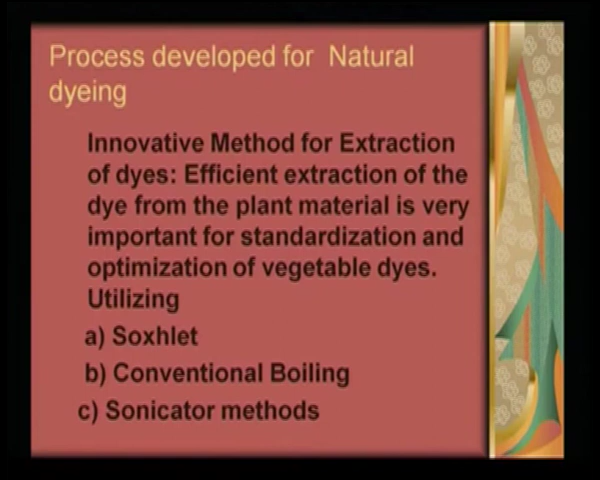 Process developed for Natural
dyeing
Innovative Method for Extraction
of dyes: Efficient extraction of the
dye from the plant material is very
important for standardization and
optimization of vegetable dyes.
Utilizing
a) Soxhlet
b) Conventional Boiling
c) Sonicator methods